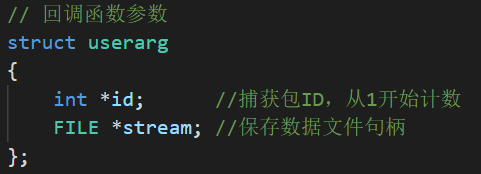 // 回调函数参数
struct userarg
{
    int *id;      //捕获包ID，从1开始计数
    FILE *stream; //保存数据文件句柄
};